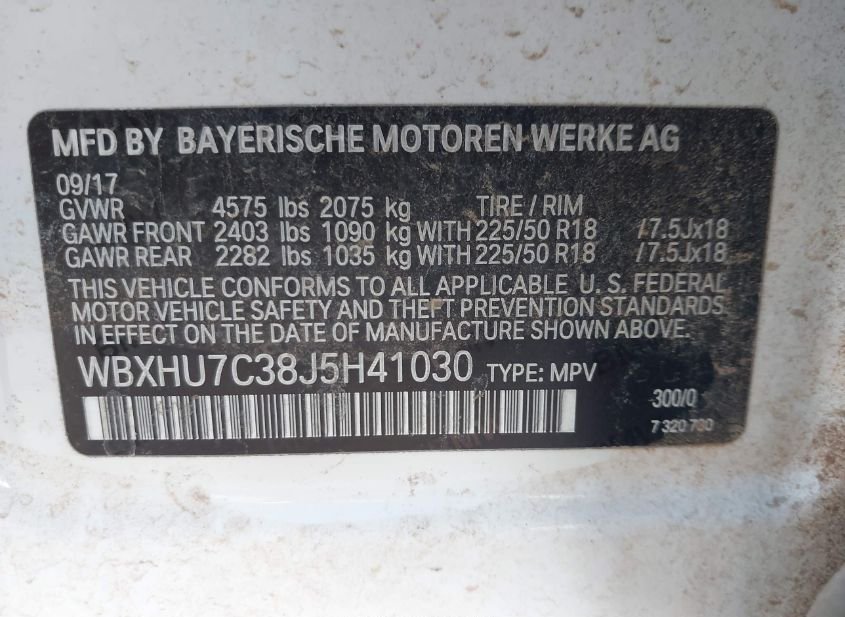 MFD BY BAYERISCHE MOTOREN WERKE AG
09/17
GVWR 4575 lbs 2075 kg TIRE / RIM
GAWR FRONT 2403 lbs 1090 kg WITH 225/50 R18 /7.5Jx18
GAWR REAR 2282 lbs 1035 kg WITH 225/50 R18 /7.5Jx18
THIS VEHICLE CONFORMS TO ALL APPLICABLE U. S. FEDERAL
MOTOR VEHICLE SAFETY AND THEFT PREVENTION STANDARDS
IN EFFECT ON THE DATE OF MANUFACTURE SHOWN ABOVE.
WBXHU7C38J5H41030 TYPE: MPV
300/0
7 320 730